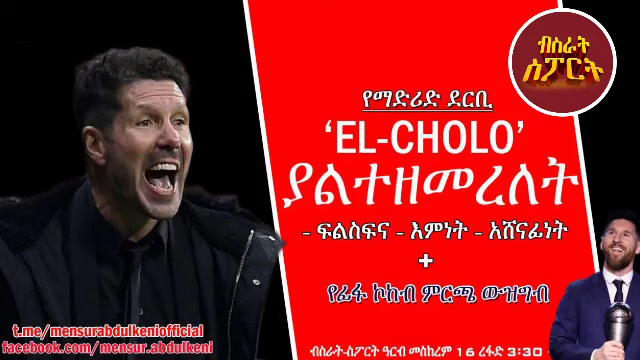 ብስራት
ስፖርት
የማድሪድ ደርቢ
‘EL-CHOLO’
ያልተዘመረለት
- ፍልስፍና - እምነት - አሸናፊነት
+
የፊፋ ኮከብ ምርጫ ውዝግብ
t.me/mensurabdulkeniofficial
facebook.com/mensur.abdulkeni
ብስራት-ስፖርት ዓርብ መስከረም 16 ረፋድ 3:30